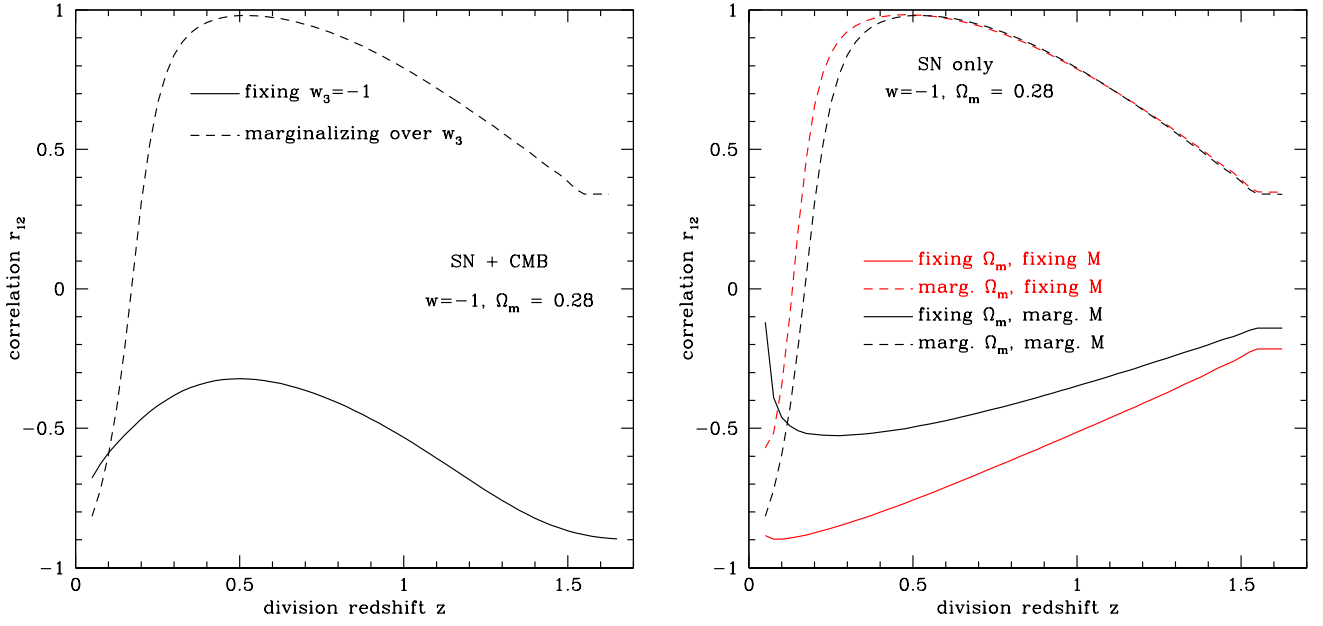 1
0.5
0
−0.5
−1
correlation r₁₂
fixing w₃=−1
marginalizing over w₃
SN + CMB
w=−1, Ωₘ = 0.28
0
0.5
1
1.5
division redshift z
1
0.5
0
−0.5
−1
correlation r₁₂
SN only
w=−1, Ωₘ = 0.28
fixing Ωₘ, fixing M
marg. Ωₘ, fixing M
fixing Ωₘ, marg. M
marg. Ωₘ, marg. M
0
0.5
1
1.5
division redshift z